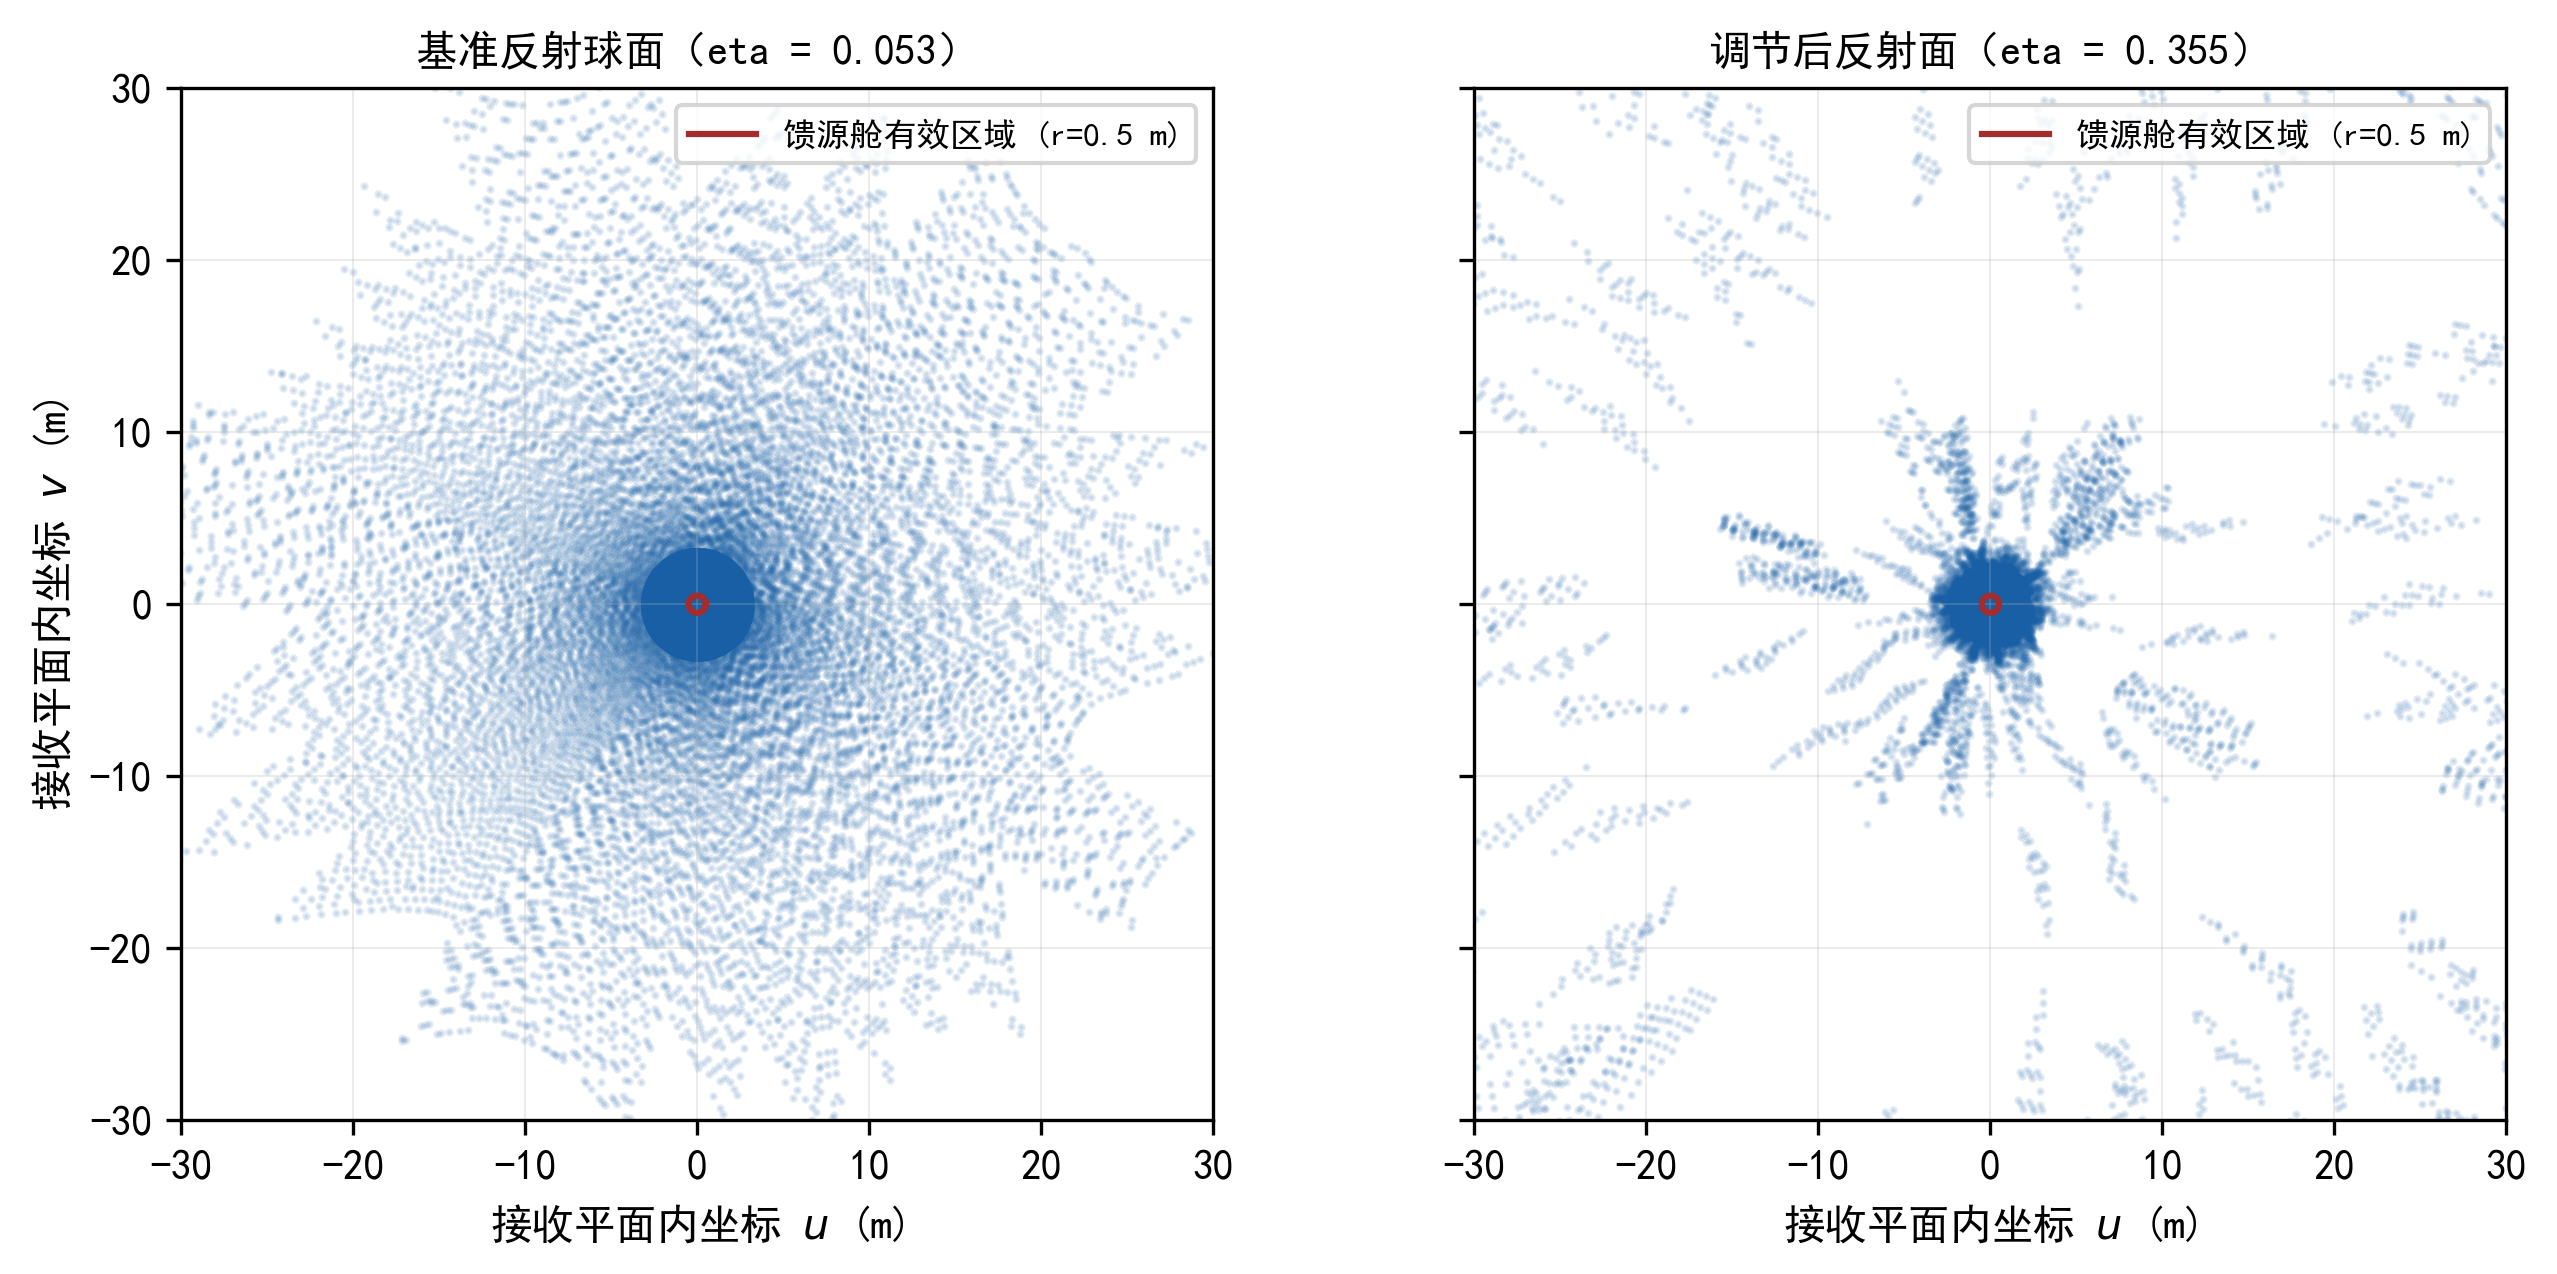 基准反射球面（eta = 0.053）
馈源舱有效区域 (r=0.5 m)
30
20
10
0
−10
−20
−30
接收平面内坐标 v (m)
−30 −20 −10 0 10 20 30
接收平面内坐标 u (m)
调节后反射面（eta = 0.355）
馈源舱有效区域 (r=0.5 m)
−30 −20 −10 0 10 20 30
接收平面内坐标 u (m)